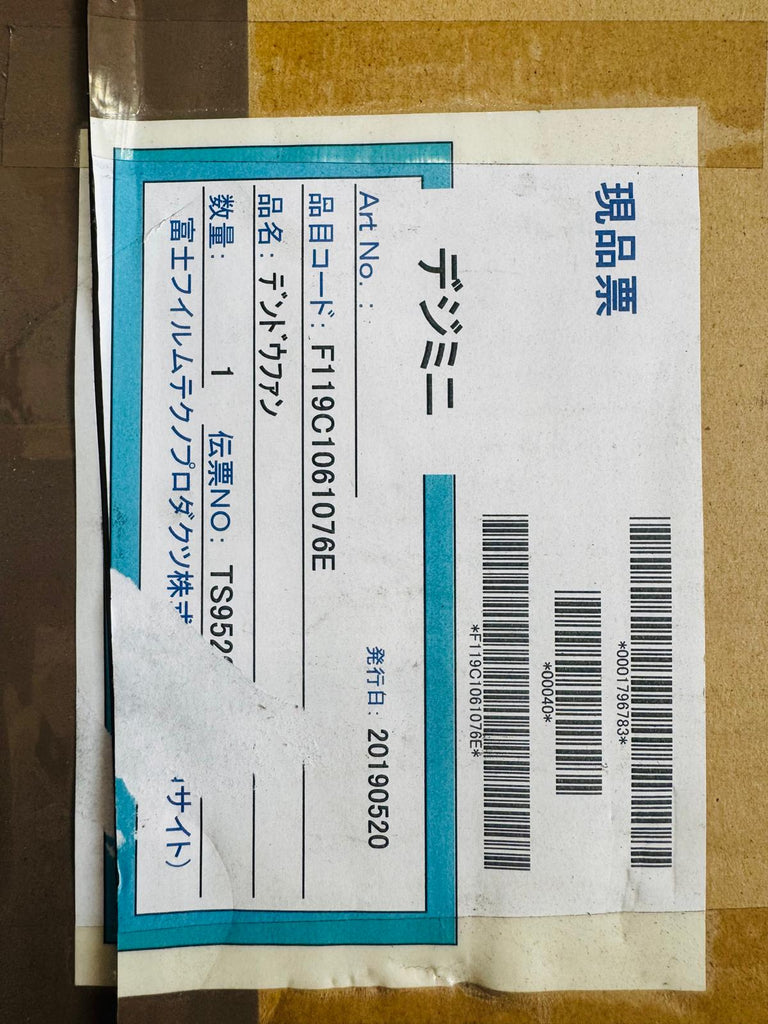 現品票
*0001796783*
*00040*
*F119C1061076E*
デジミニ
Art No. :
発行日: 20190520
品目コード: F119C1061076E
品名: デンドウファン
数量: 1 伝票NO: TS952
富士フイルムテクノプロダクツ株式 サイト)